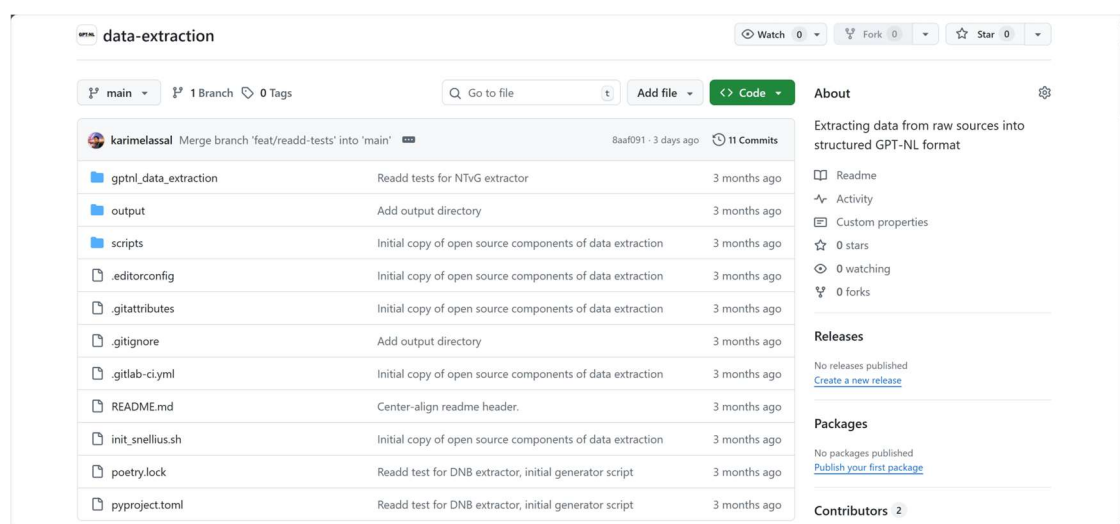 GPT-NL data-extraction
Watch 0 Fork 0 Star 0
main 1 Branch 0 Tags Go to file t Add file <> Code
karimelassal Merge branch 'feat/readd-tests' into 'main' 8aaf091 · 3 days ago 11 Commits
gptnl_data_extraction Readd tests for NTvG extractor 3 months ago
output Add output directory 3 months ago
scripts Initial copy of open source components of data extraction 3 months ago
.editorconfig Initial copy of open source components of data extraction 3 months ago
.gitattributes Initial copy of open source components of data extraction 3 months ago
.gitignore Add output directory 3 months ago
.gitlab-ci.yml Initial copy of open source components of data extraction 3 months ago
README.md Center-align readme header. 3 months ago
init_snellius.sh Initial copy of open source components of data extraction 3 months ago
poetry.lock Readd test for DNB extractor, initial generator script 3 months ago
pyproject.toml Readd test for DNB extractor, initial generator script 3 months ago
About
Extracting data from raw sources into
structured GPT-NL format
Readme
Activity
Custom properties
0 stars
0 watching
0 forks
Releases
No releases published
Create a new release
Packages
No packages published
Publish your first package
Contributors 2